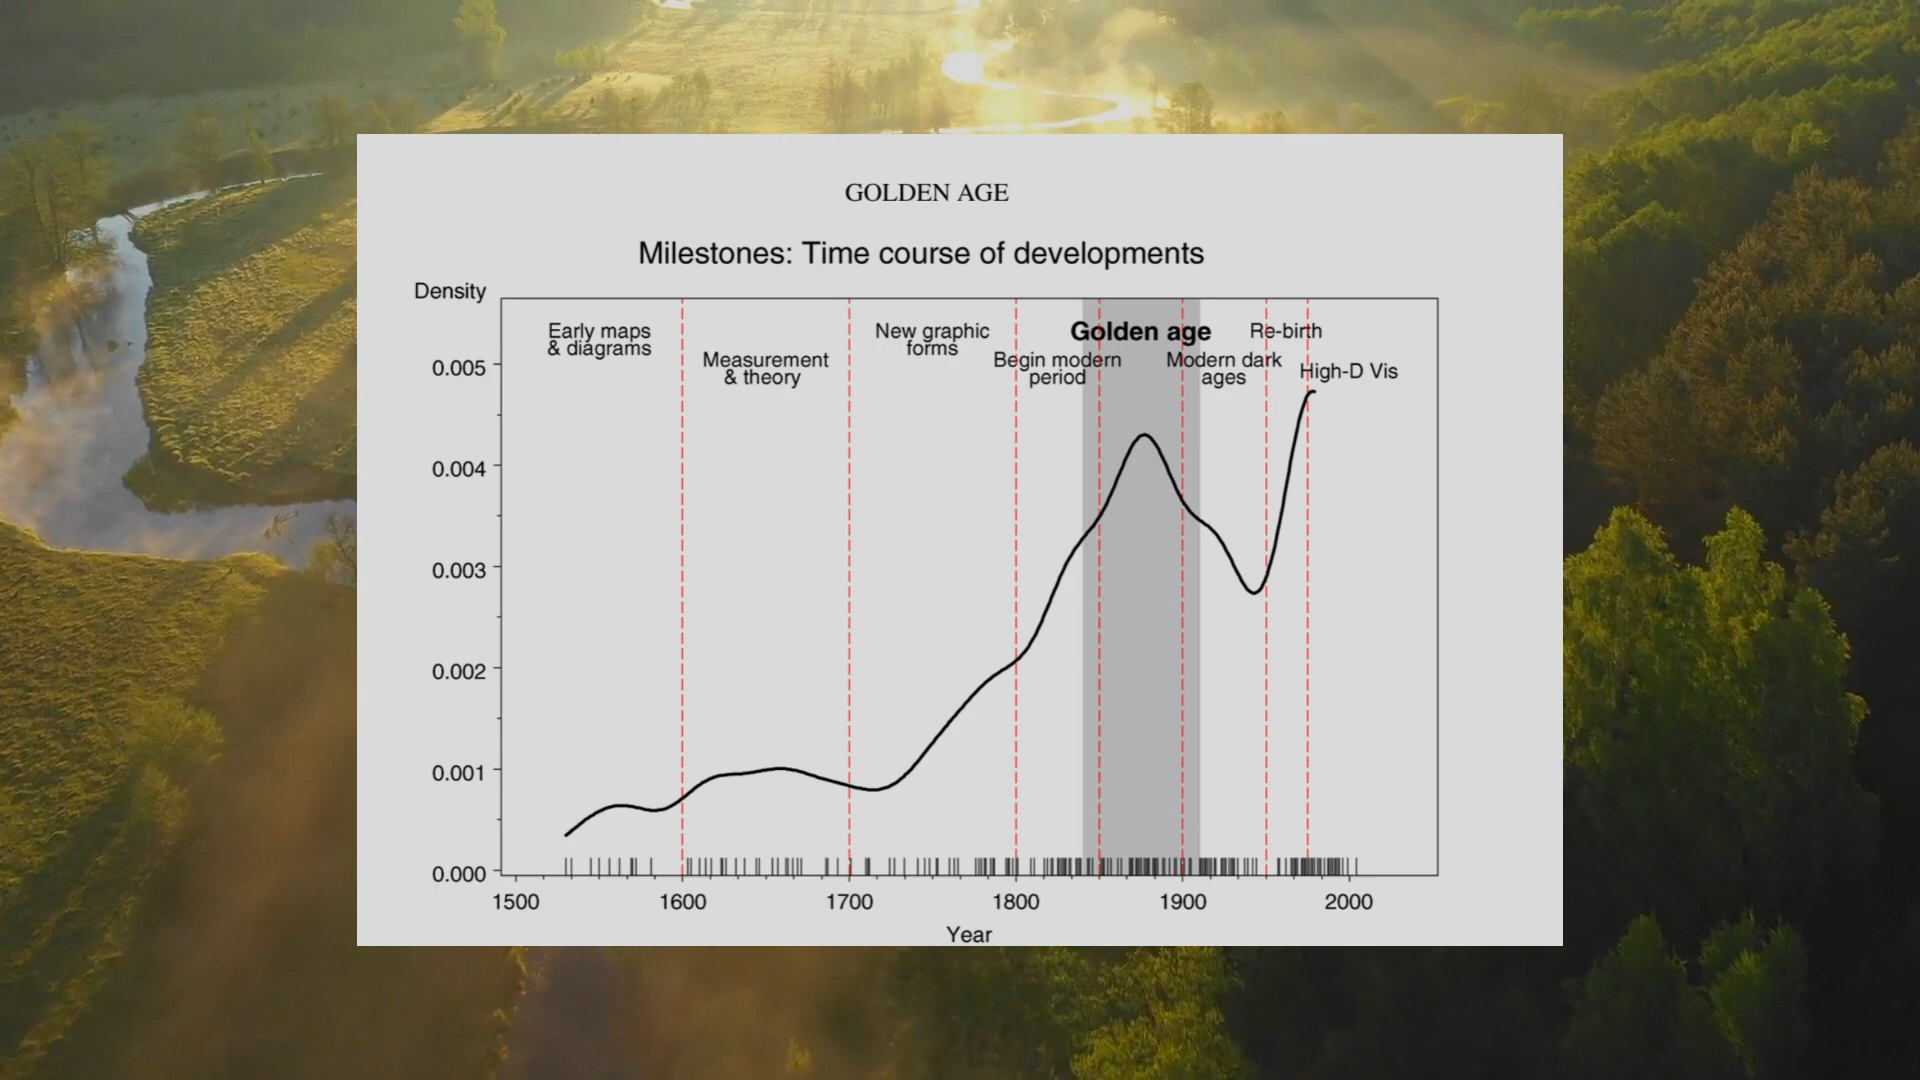 GOLDEN AGE
Milestones: Time course of developments
Density
Early maps
& diagrams
Measurement
& theory
New graphic
forms
Begin modern
period
Golden age
Modern dark
ages
Re-birth
High-D Vis
0.005
0.004
0.003
0.002
0.001
0.000
1500 1600 1700 1800 1900 2000
Year